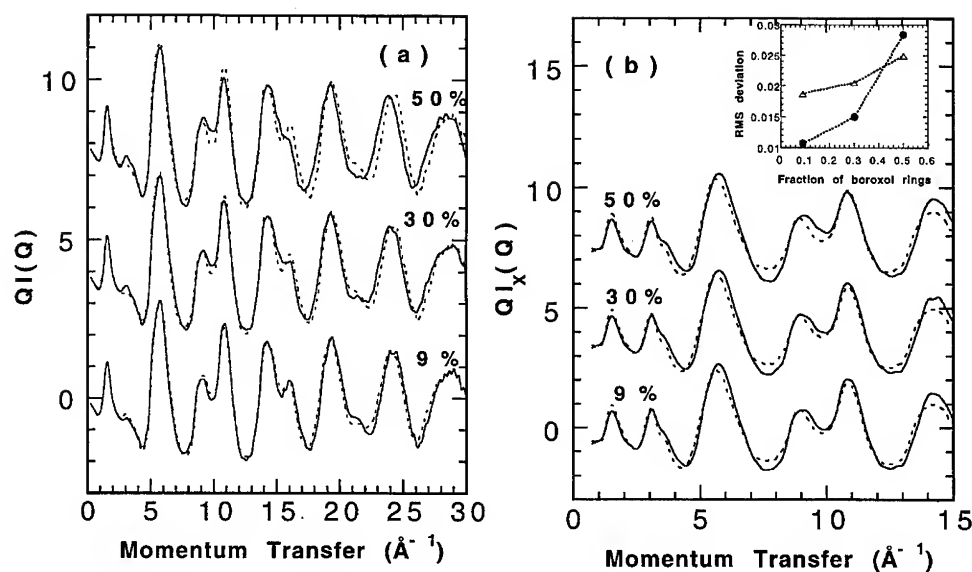 (a)
10
5
0
QI(Q)
50%
30%
9 %
0 5 10 15 20 25 30
Momentum Transfer (Å⁻¹)
(b)
15
10
5
0
QIₓ(Q)
50%
30%
9 %
0 5 10 15
Momentum Transfer (Å⁻¹)
0.03
0.025
0.02
0.015
0.01
RMS deviation
0 0.1 0.2 0.3 0.4 0.5 0.6
Fraction of boroxol rings